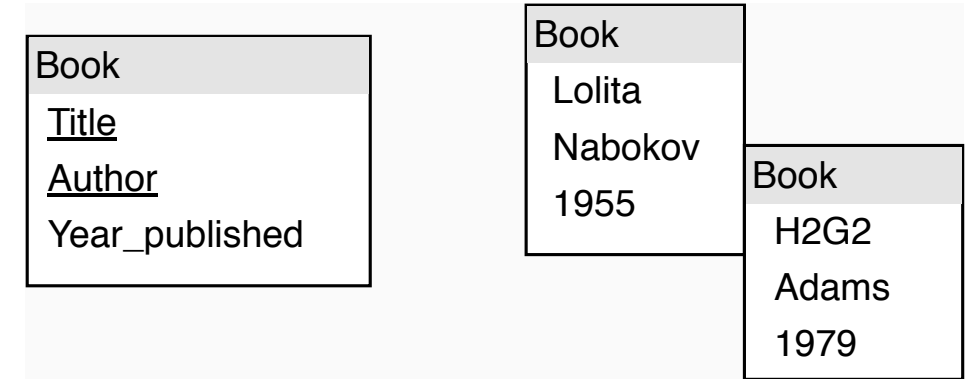 Book
Title
Author
Year_published
Book
Lolita
Nabokov
1955
Book
H2G2
Adams
1979